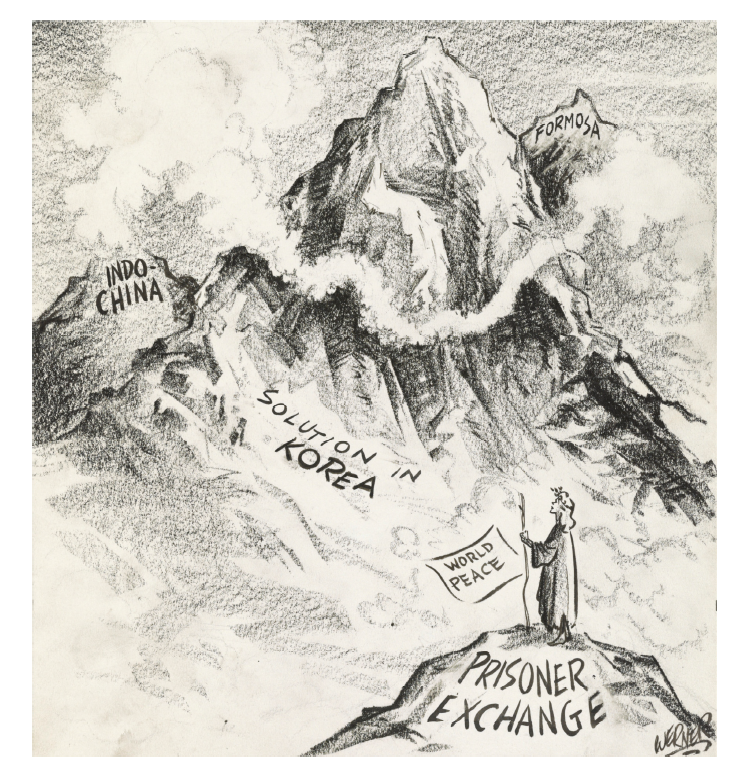 FORMOSA
INDO-
CHINA
SOLUTION IN
KOREA
WORLD
PEACE
PRISONER
EXCHANGE
WERNER